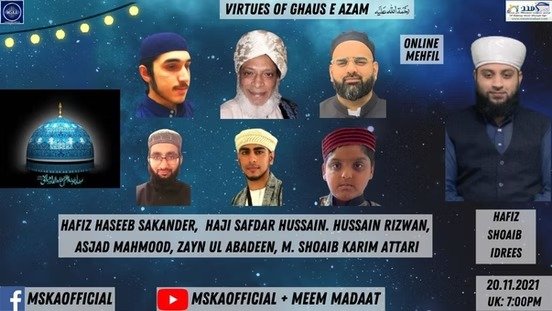 VIRTUES OF GHAUS E AZAM
ONLINE
MEHFIL
HAFIZ HASEEB SAKANDER, HAJI SAFDAR HUSSAIN. HUSSAIN RIZWAN,
ASJAD MAHMOOD, ZAYN UL ABADEEN, M. SHOAIB KARIM ATTARI
HAFIZ
SHOAIB
IDREES
MSKAOFFICIAL
MSKAOFFICIAL + MEEM MADAAT
20.11.2021
UK: 7:00PM